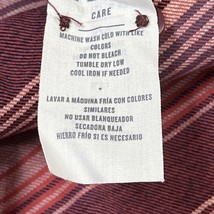 CARE
MACHINE WASH COLD WITH LIKE
COLORS
DO NOT BLEACH
TUMBLE DRY LOW
COOL IRON IF NEEDED
LAVAR A MÁQUINA FRÍA CON COLORES
SIMILARES
NO USAR BLANQUEADOR
SECADORA BAJA
HIERRO FRÍO SI ES NECESARIO